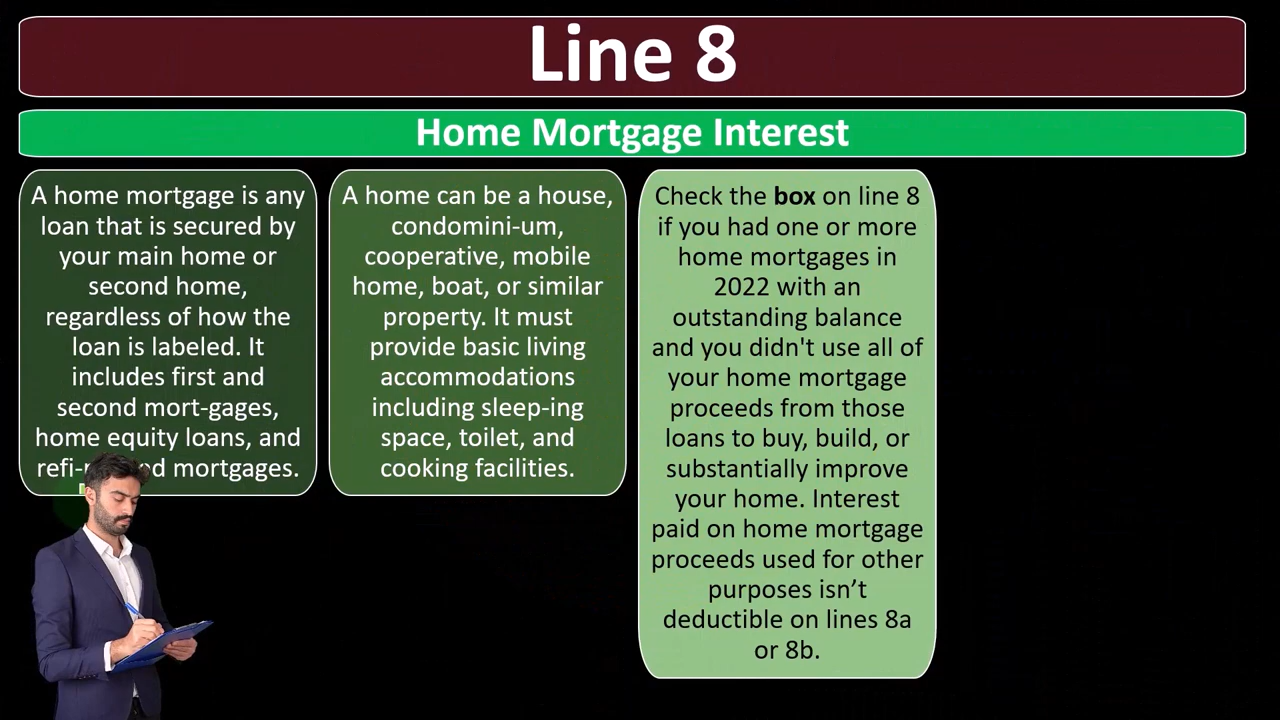 Line 8
Home Mortgage Interest
A home mortgage is any
loan that is secured by
your main home or
second home,
regardless of how the
loan is labeled. It
includes first and
second mort-gages,
home equity loans, and
mortgages.
A home can be a house,
condomini-um,
cooperative, mobile
home, boat, or similar
property. It must
provide basic living
accommodations
including sleep-ing
space, toilet, and
cooking facilities.
Check the box on line 8
if you had one or more
home mortgages in
2022 with an
outstanding balance
and you didn't use all of
your home mortgage
proceeds from those
loans to buy, build, or
substantially improve
your home. Interest
paid on home mortgage
proceeds used for other
purposes isn’t
deductible on lines 8a
or 8b.